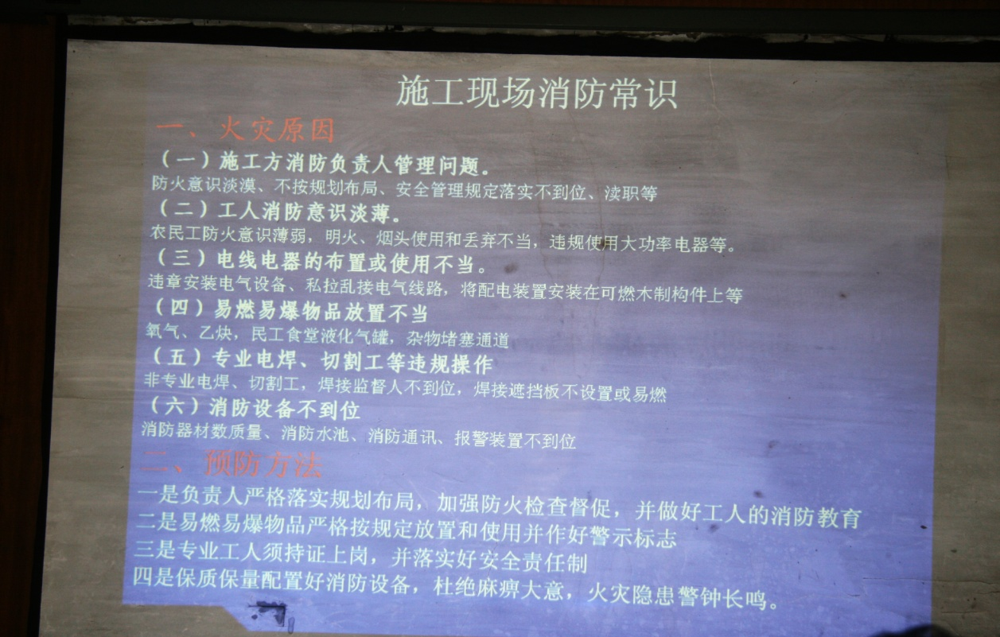 施工现场消防常识
一、火灾原因
（一）施工方消防负责人管理问题。
防火意识淡漠、不按规划布局、安全管理规定落实不到位、渎职等
（二）工人消防意识淡薄。
农民工防火意识薄弱，明火、烟头使用和丢弃不当，违规使用大功率电器等。
（三）电线电器的布置或使用不当。
违章安装电气设备、私拉乱接电气线路，将配电装置安装在可燃木制构件上等
（四）易燃易爆物品放置不当
氧气、乙炔，民工食堂液化气罐，杂物堵塞通道
（五）专业电焊、切割工等违规操作
非专业电焊、切割工，焊接监督人不到位，焊接遮挡板不设置或易燃
（六）消防设备不到位
消防器材数质量、消防水池、消防通讯、报警装置不到位
二、预防方法
一是负责人严格落实规划布局，加强防火检查督促，并做好工人的消防教育
二是易燃易爆物品严格按规定放置和使用并作好警示标志
三是专业工人须持证上岗，并落实好安全责任制
四是保质保量配置好消防设备，杜绝麻痹大意，火灾隐患警钟长鸣。